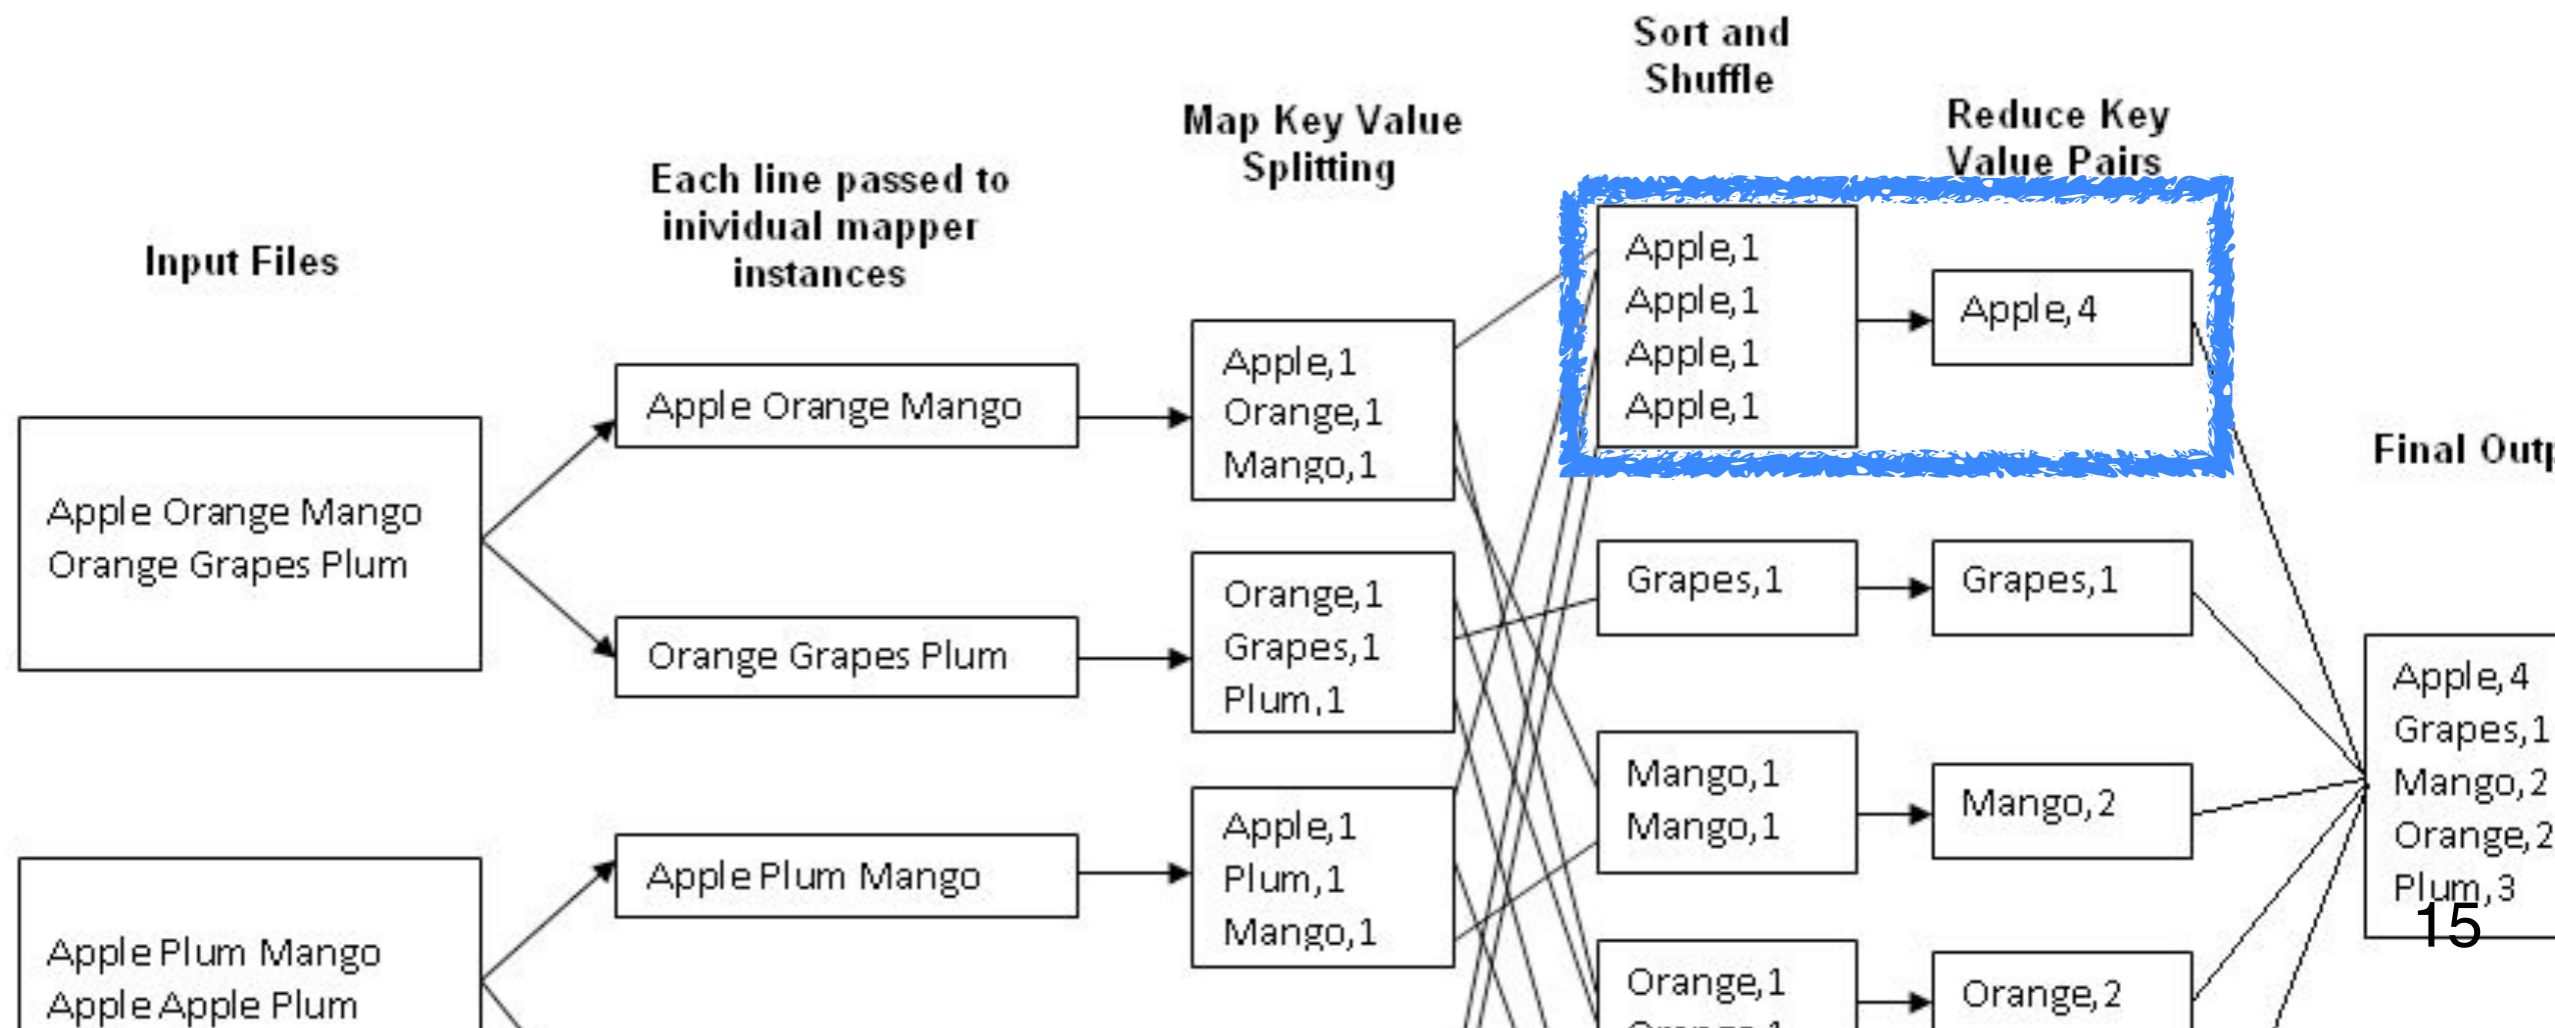 Input Files
Apple Orange Mango
Orange Grapes Plum
Apple Plum Mango
Apple Apple Plum
Each line passed to
inividual mapper
instances
Apple Orange Mango
Orange Grapes Plum
Apple Plum Mango
Map Key Value
Splitting
Apple,1
Orange,1
Mango,1
Orange,1
Grapes,1
Plum,1
Apple,1
Plum,1
Mango,1
Sort and
Shuffle
Apple,1
Apple,1
Apple,1
Apple,1
Grapes,1
Mango,1
Mango,1
Orange,1
Reduce Key
Value Pairs
Apple,4
Grapes,1
Mango,2
Orange,2
Final
Apple,4
Grapes,1
Mango,2
Orange,2
Plum,3
15